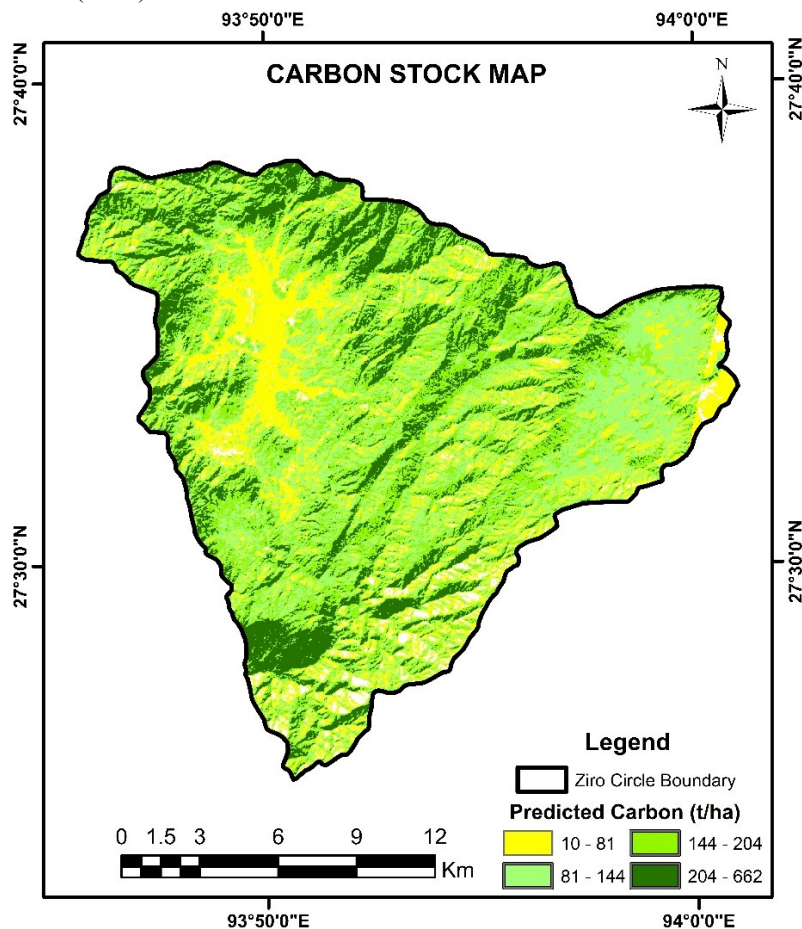 93°50'0"E 94°0'0"E
CARBON STOCK MAP
N
27°40'0"N 27°40'0"N
27°30'0"N 27°30'0"N
Legend
Ziro Circle Boundary
Predicted Carbon (t/ha)
10 - 81 144 - 204
81 - 144 204 - 662
0 1.5 3 6 9 12
Km
93°50'0"E 94°0'0"E